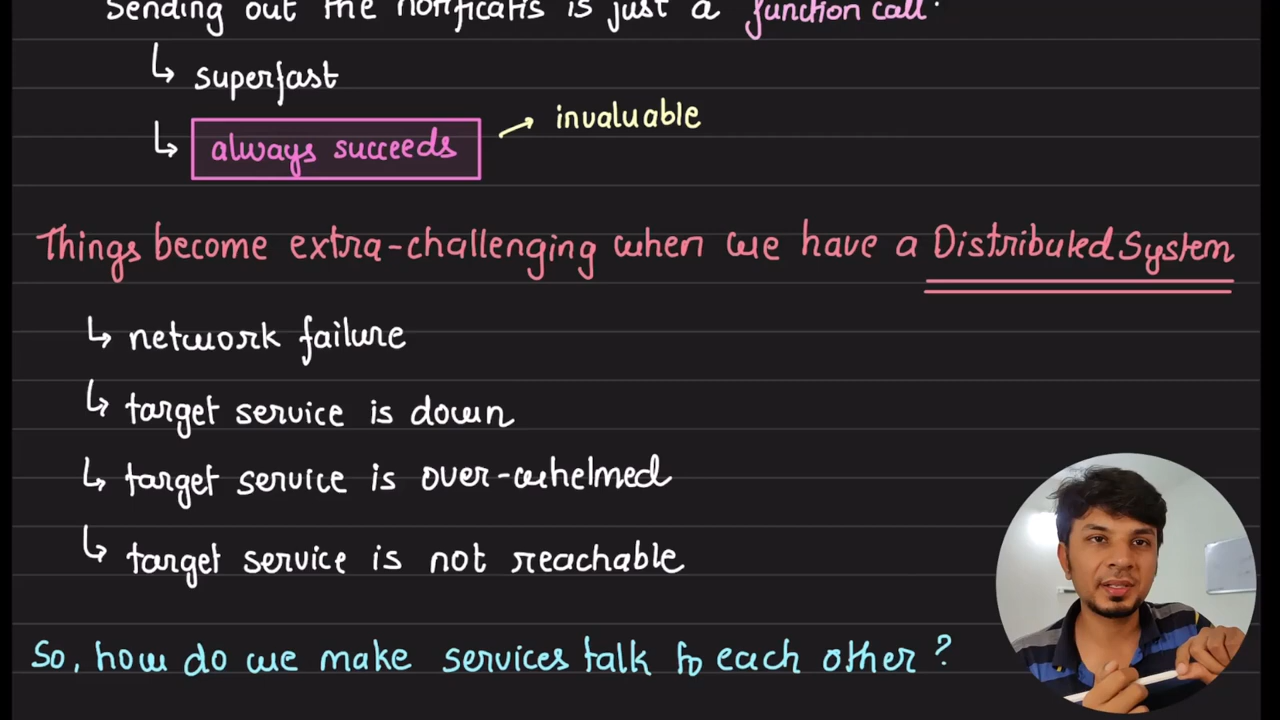 Sending out the notificatis is just a function call.
↳ superfast
↳ always succeeds → invaluable
Things become extra-challenging when we have a Distributed System
↳ network failure
↳ target service is down
↳ target service is over-whelmed
↳ target service is not reachable
So, how do we make services talk to each other?